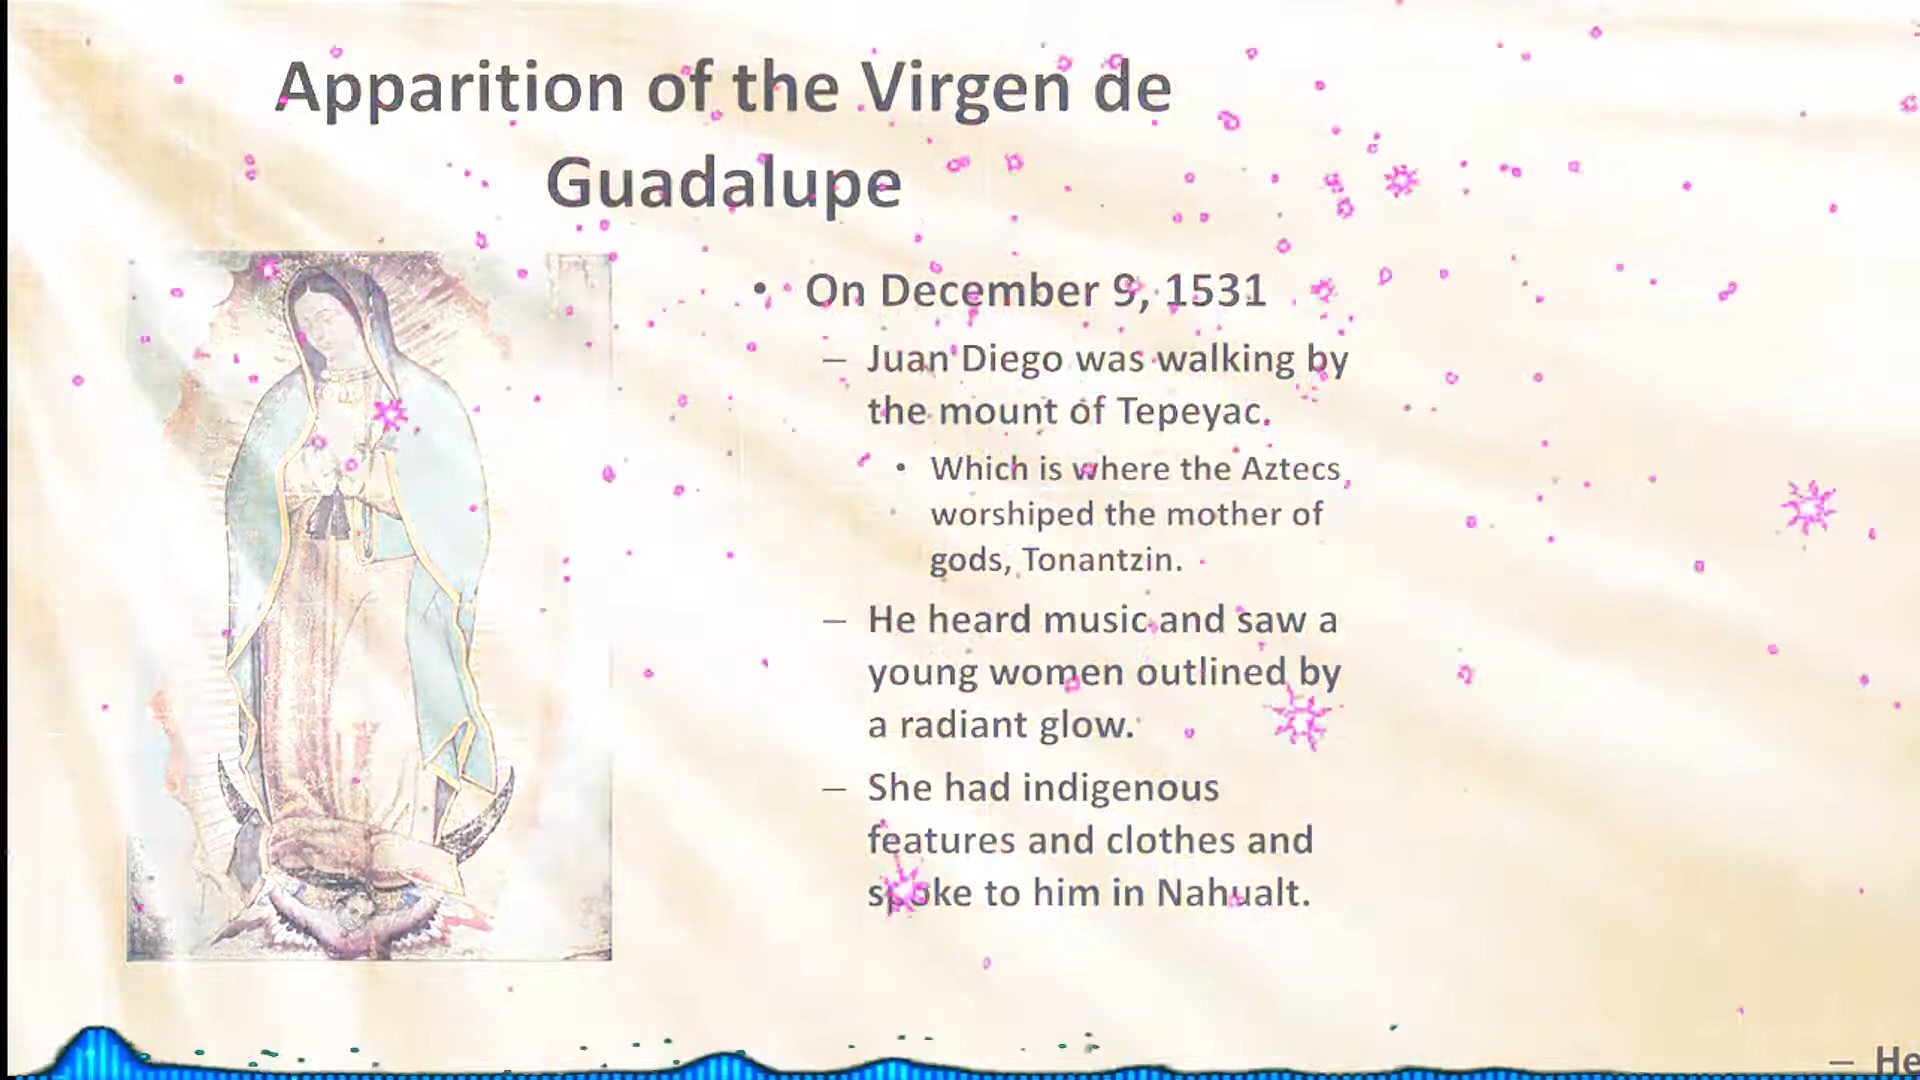 Apparition of the Virgen de
Guadalupe
• On December 9, 1531
– Juan Diego was walking by
the mount of Tepeyac.
• Which is where the Aztecs
worshiped the mother of
gods, Tonantzin.
– He heard music and saw a
young women outlined by
a radiant glow.
– She had indigenous
features and clothes and
spoke to him in Nahualt.
– He